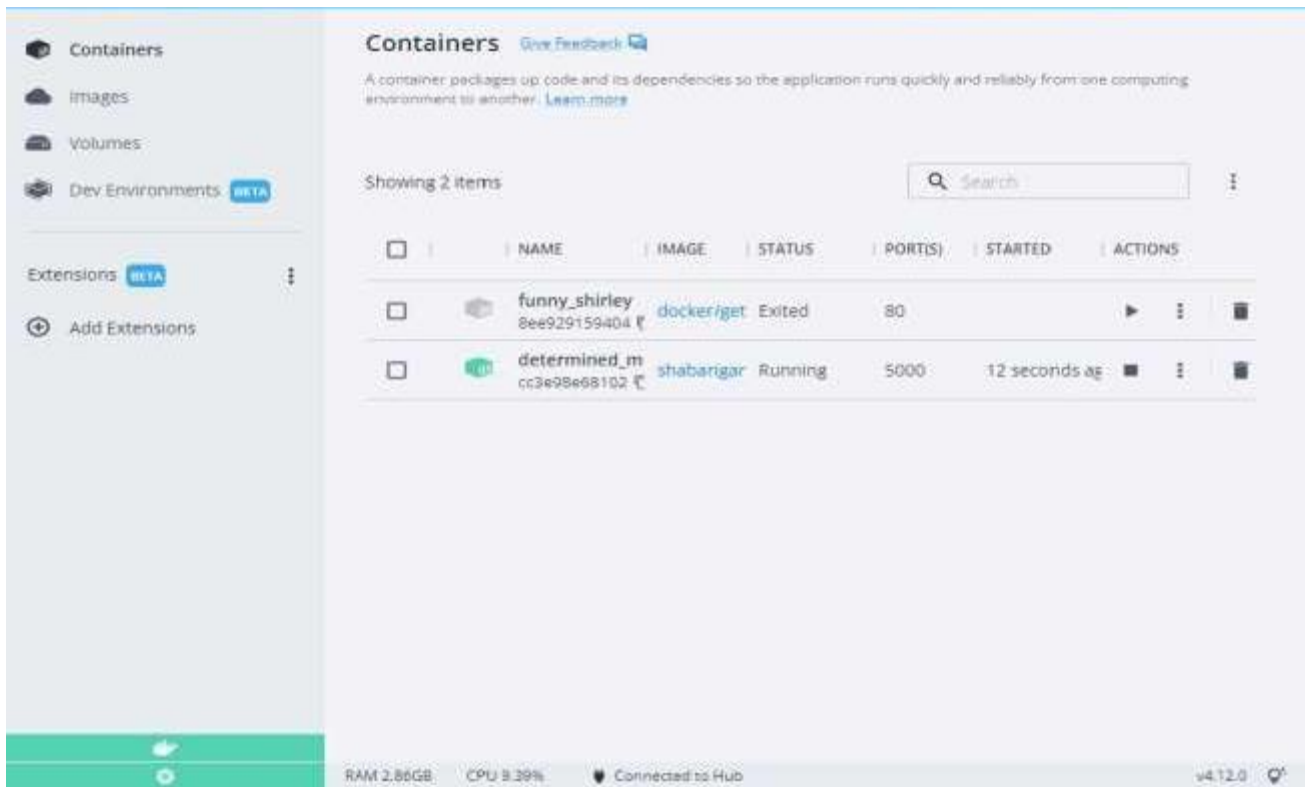 Containers
Images
Volumes
Dev Environments BETA
Extensions BETA
Add Extensions
Containers Give Feedback
A container packages up code and its dependencies so the application runs quickly and reliably from one computing
environment to another. Learn more
Showing 2 items
Search
NAME IMAGE STATUS PORT(S) STARTED ACTIONS
funny_shirley docker/get Exited 80
8ee929159404
determined_m shabarigar Running 5000 12 seconds ag
cc3e98e68102
RAM 2.86GB CPU 9.39% Connected to Hub v4.12.0